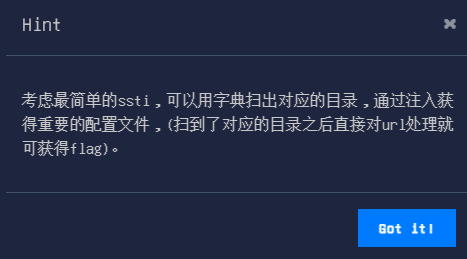 Hint
考虑最简单的ssti，可以用字典扫出对应的目录，通过注入获
得重要的配置文件，(扫到了对应的目录之后直接对url处理就
可获得flag)。
Got it!